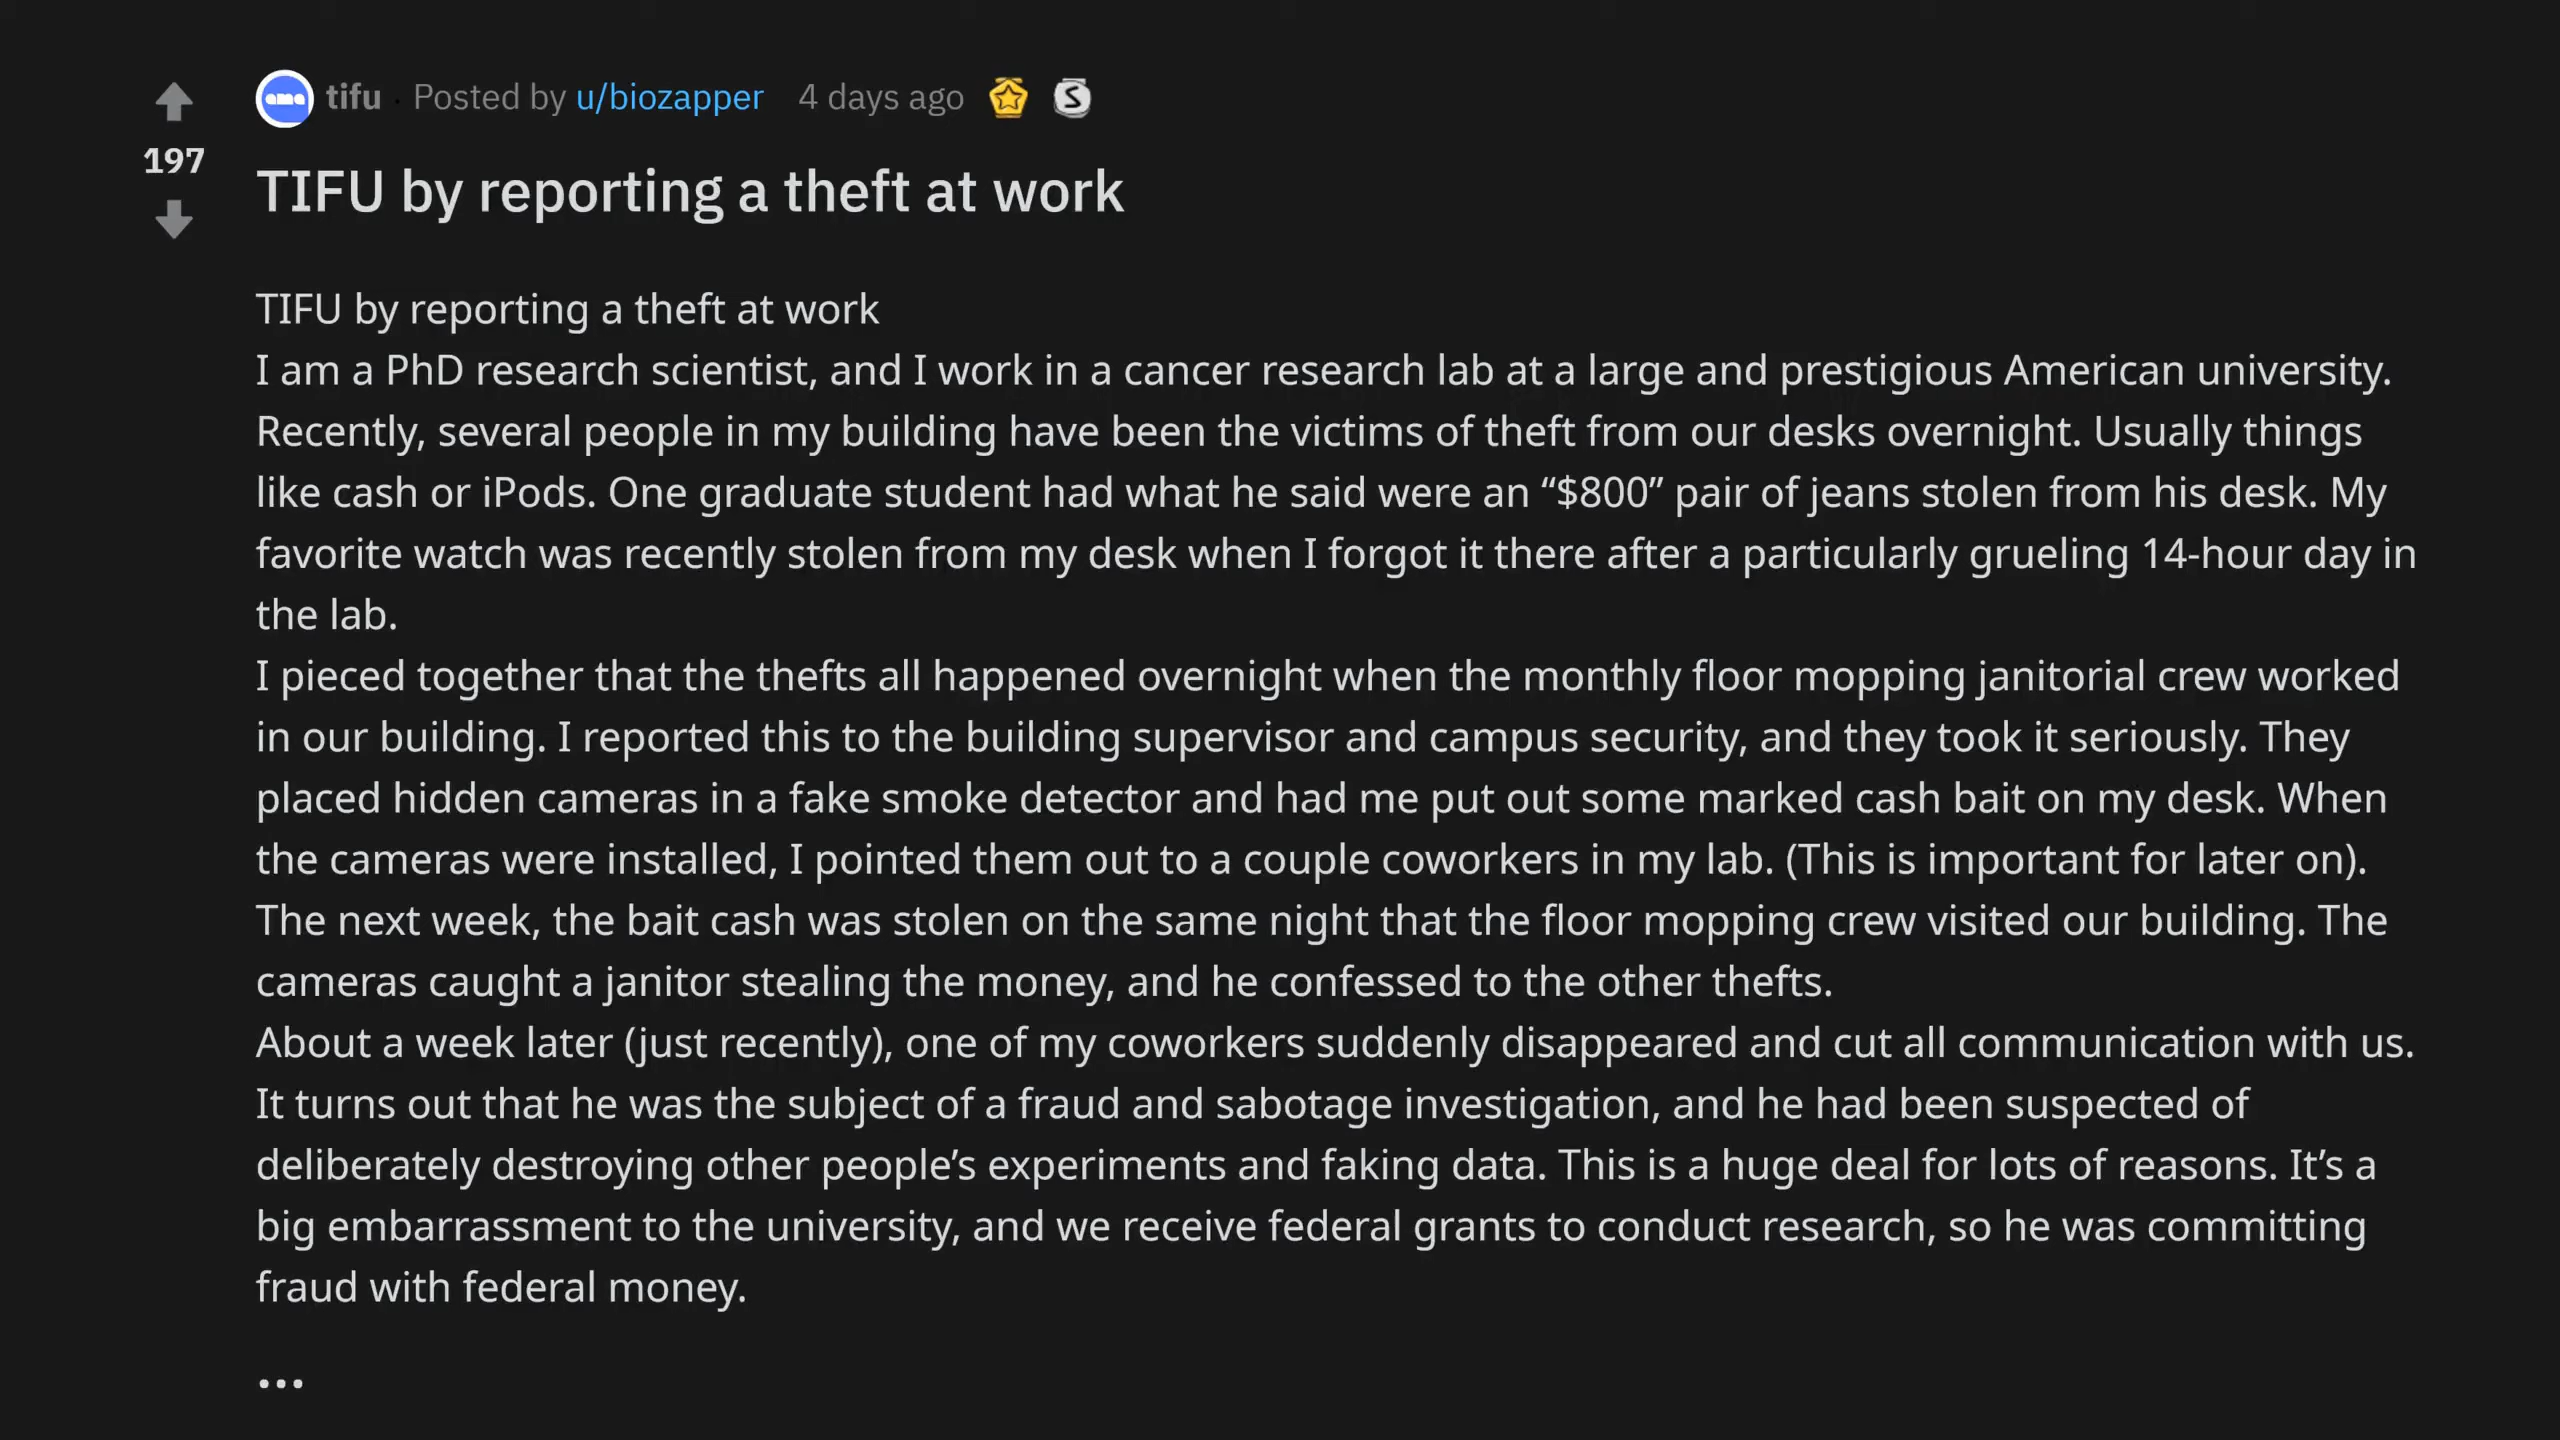 tifu · Posted by u/biozapper 4 days ago
197
TIFU by reporting a theft at work
TIFU by reporting a theft at work
I am a PhD research scientist, and I work in a cancer research lab at a large and prestigious American university.
Recently, several people in my building have been the victims of theft from our desks overnight. Usually things
like cash or iPods. One graduate student had what he said were an “$800” pair of jeans stolen from his desk. My
favorite watch was recently stolen from my desk when I forgot it there after a particularly grueling 14-hour day in
the lab.
I pieced together that the thefts all happened overnight when the monthly floor mopping janitorial crew worked
in our building. I reported this to the building supervisor and campus security, and they took it seriously. They
placed hidden cameras in a fake smoke detector and had me put out some marked cash bait on my desk. When
the cameras were installed, I pointed them out to a couple coworkers in my lab. (This is important for later on).
The next week, the bait cash was stolen on the same night that the floor mopping crew visited our building. The
cameras caught a janitor stealing the money, and he confessed to the other thefts.
About a week later (just recently), one of my coworkers suddenly disappeared and cut all communication with us.
It turns out that he was the subject of a fraud and sabotage investigation, and he had been suspected of
deliberately destroying other people’s experiments and faking data. This is a huge deal for lots of reasons. It’s a
big embarrassment to the university, and we receive federal grants to conduct research, so he was committing
fraud with federal money.
...